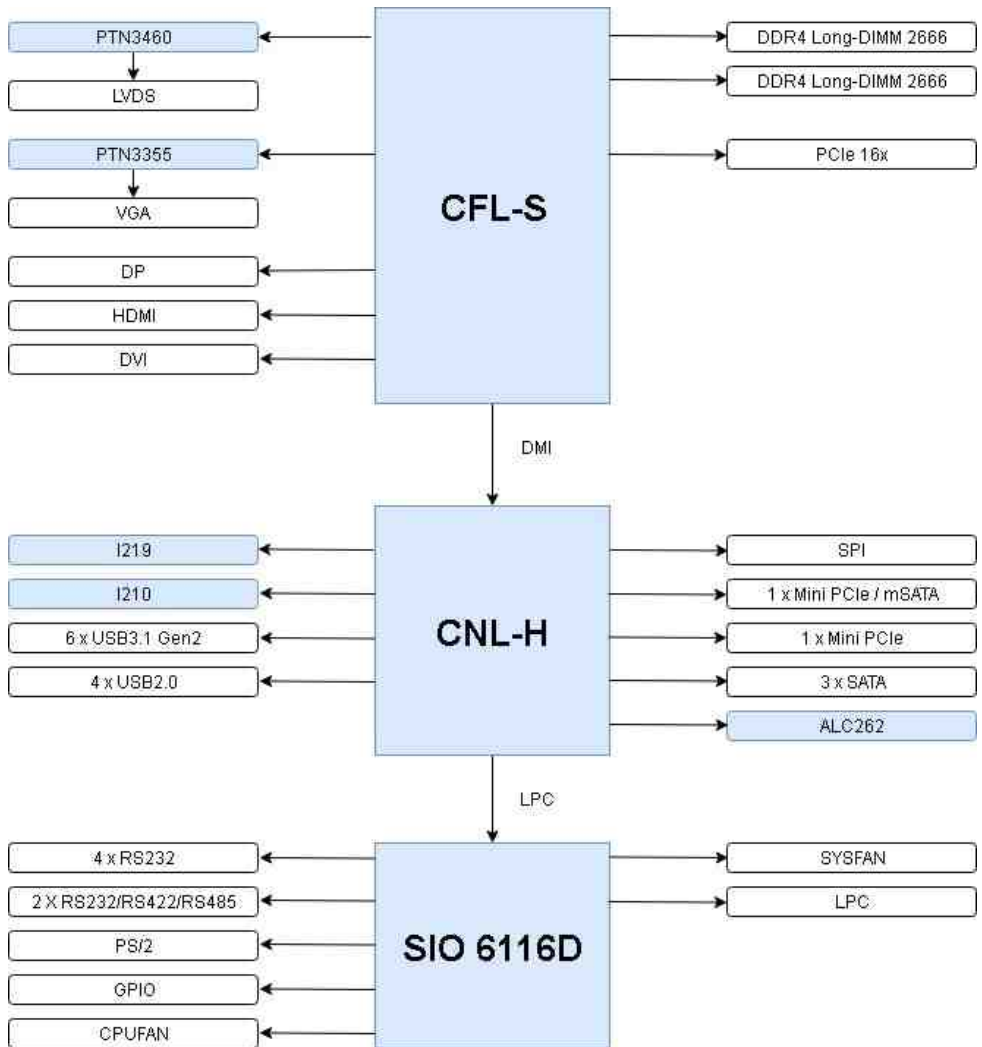 PTN3460
LVDS
PTN3355
VGA
DP
HDMI
DVI
CFL-S
DDR4 Long-DIMM 2666
DDR4 Long-DIMM 2666
PCIe 16x
DMI
I219
I210
6 x USB3.1 Gen2
4 x USB2.0
CNL-H
SPI
1 x Mini PCIe / mSATA
1 x Mini PCIe
3 x SATA
ALC262
LPC
4 x RS232
2 X RS232/RS422/RS485
PS/2
GPIO
CPUFAN
SIO 6116D
SYSFAN
LPC